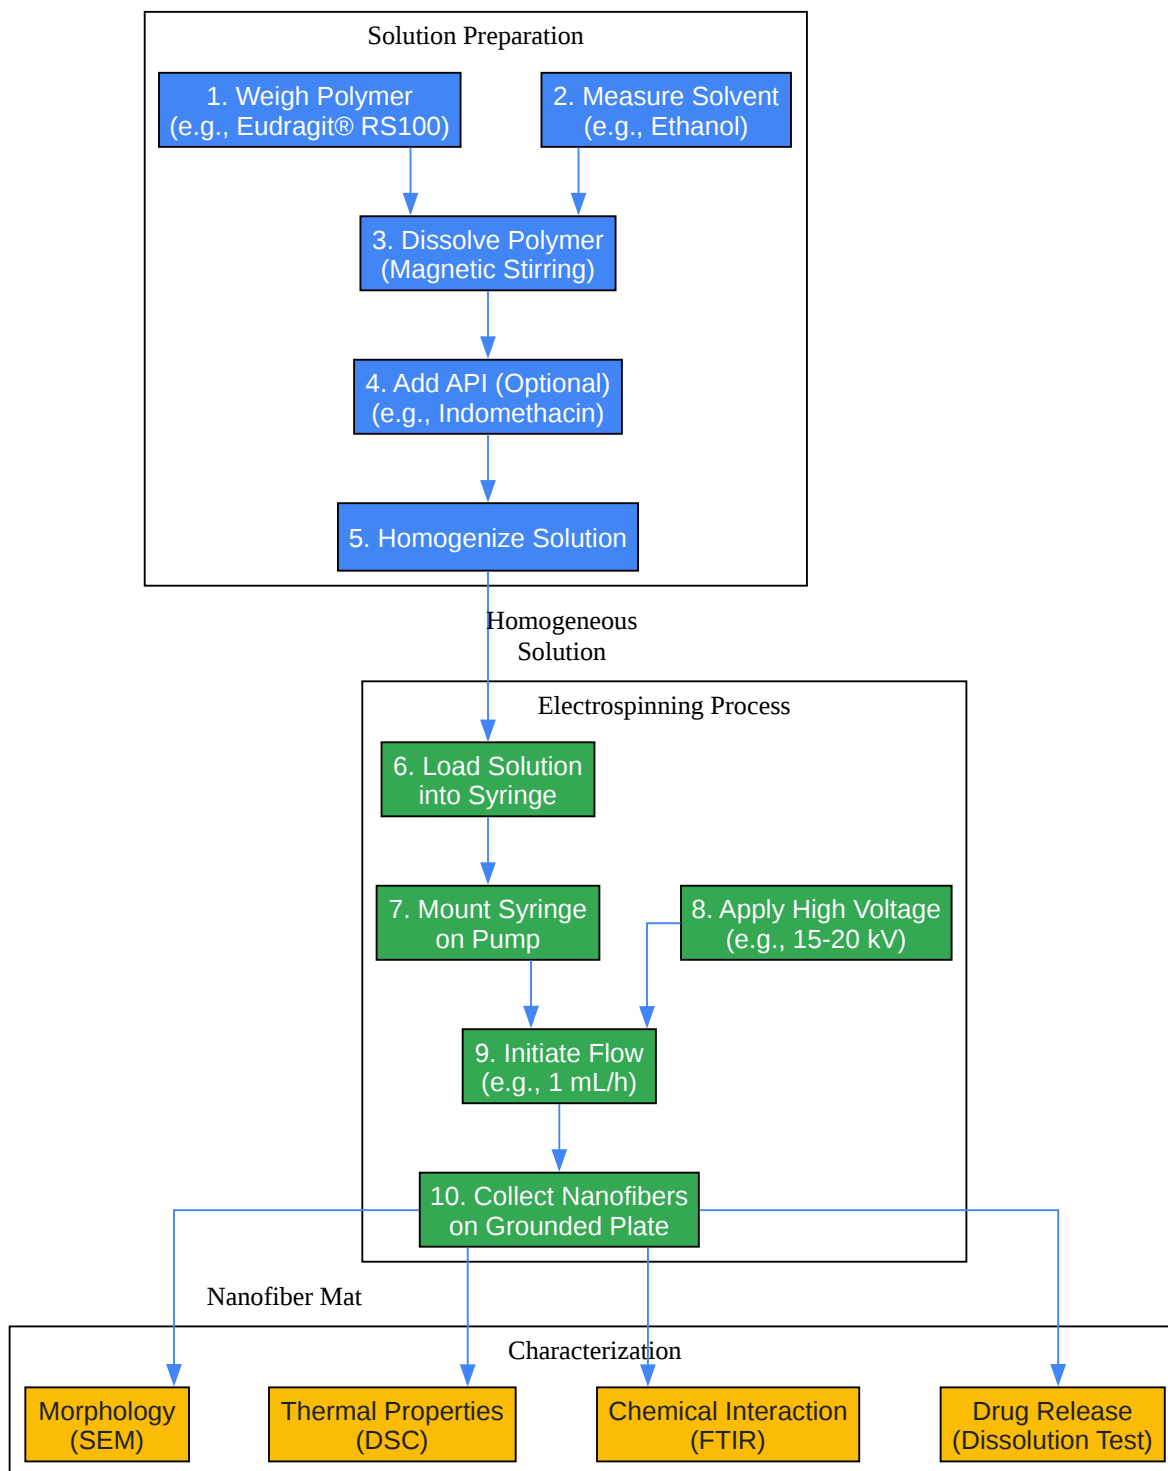 Solution Preparation
1. Weigh Polymer
(e.g., Eudragit® RS100)
2. Measure Solvent
(e.g., Ethanol)
3. Dissolve Polymer
(Magnetic Stirring)
4. Add API (Optional)
(e.g., Indomethacin)
5. Homogenize Solution
Homogeneous
Solution
Electrospinning Process
6. Load Solution
into Syringe
7. Mount Syringe
on Pump
8. Apply High Voltage
(e.g., 15-20 kV)
9. Initiate Flow
(e.g., 1 mL/h)
10. Collect Nanofibers
on Grounded Plate
Nanofiber Mat
Characterization
Morphology
(SEM)
Thermal Properties
(DSC)
Chemical Interaction
(FTIR)
Drug Release
(Dissolution Test)